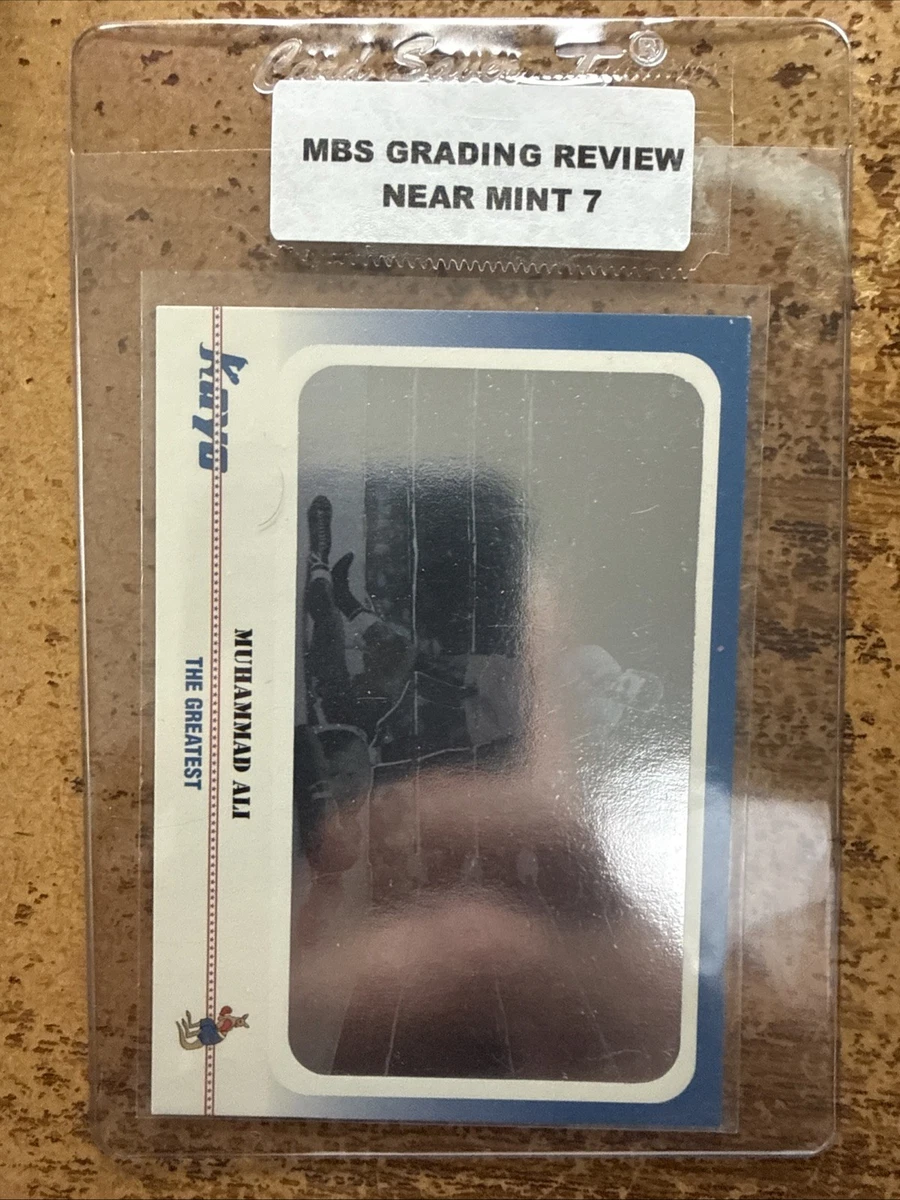 Card Saver I®
MBS GRADING REVIEW
NEAR MINT 7
Kayo
MUHAMMAD ALI
THE GREATEST